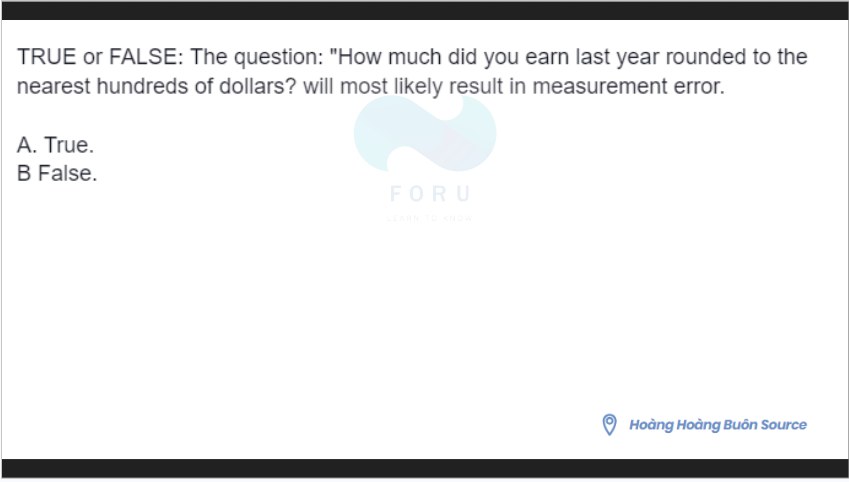 TRUE or FALSE: The question: "How much did you earn last year rounded to the
nearest hundreds of dollars? will most likely result in measurement error.
A. True.
B False.
FORU
Hoàng Hoàng Buôn Source